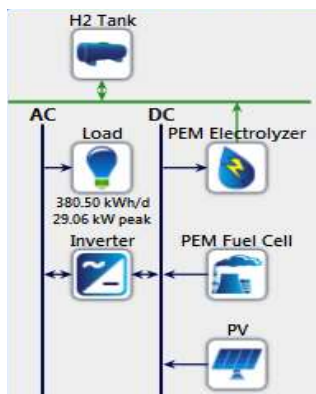 H2 Tank
AC DC
Load PEM Electrolyzer
380.50 kWh/d
29.06 kW peak
Inverter PEM Fuel Cell
PV